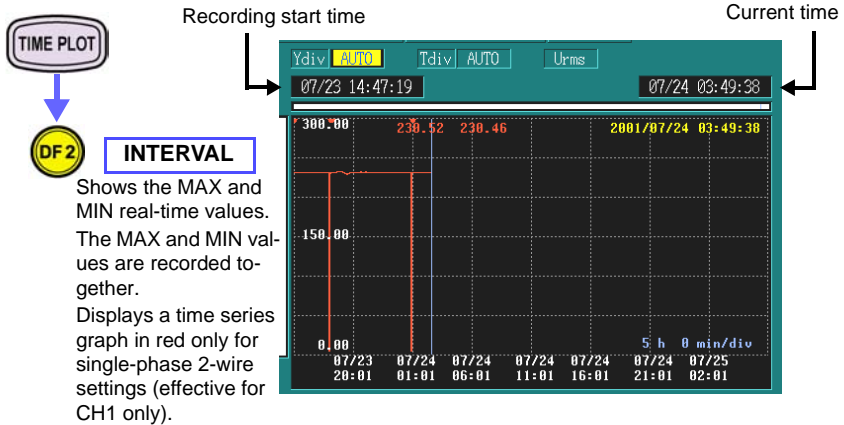 Recording start time
Current time
TIME PLOT
DF 2
INTERVAL
Shows the MAX and
MIN real-time values.
The MAX and MIN val-
ues are recorded to-
gether.
Displays a time series
graph in red only for
single-phase 2-wire
settings (effective for
CH1 only).
Ydiv AUTO Tdiv AUTO Urms
07/23 14:47:19 07/24 03:49:38
300.00 230.52 230.46 2001/07/24 03:49:38
150.00
0.00 5 h 0 min/div
07/23 07/24 07/24 07/24 07/24 07/24 07/25
20:01 01:01 06:01 11:01 16:01 21:01 02:01